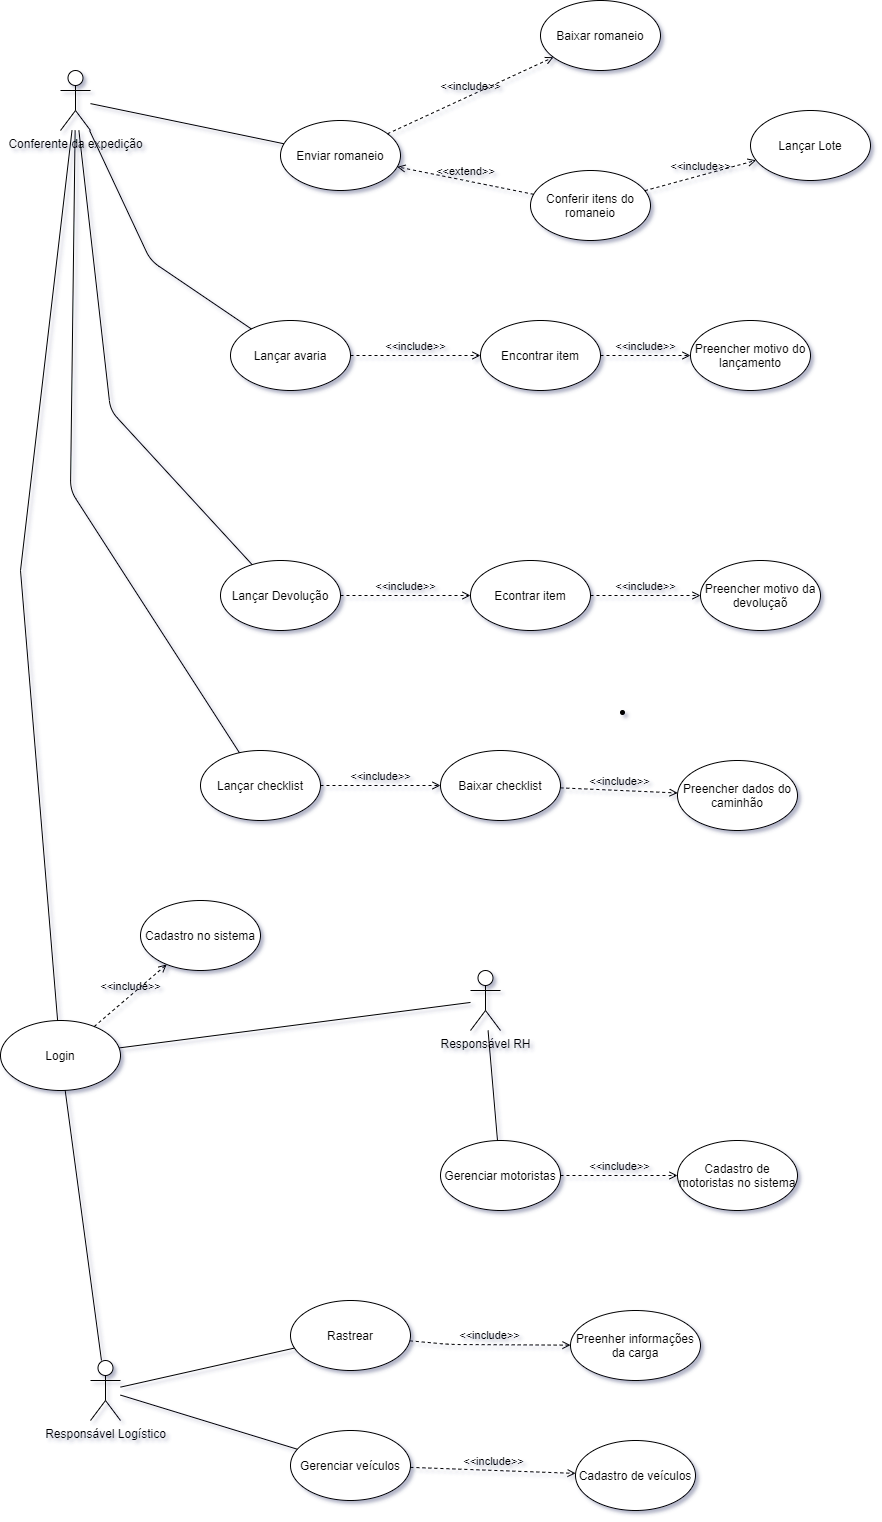 Baixar romaneio
<<include>>
Conferente da expedição
Enviar romaneio
<<extend>>
<<include>>
Lançar Lote
Conferir itens do
romaneio
Lançar avaria
<<include>>
Encontrar item
<<include>>
Preencher motivo do
lançamento
Lançar Devolução
<<include>>
Econtrar item
<<include>>
Preencher motivo da
devoluçaõ
Lançar checklist
<<include>>
Baixar checklist
<<include>>
Preencher dados do
caminhão
Cadastro no sistema
<<include>>
Login
Responsável RH
Gerenciar motoristas
<<include>>
Cadastro de
motoristas no sistema
Rastrear
<<include>>
Preenher informações
da carga
Responsável Logístico
Gerenciar veículos
<<include>>
Cadastro de veículos